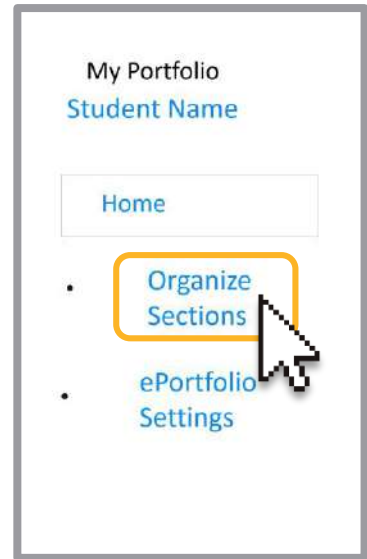 My Portfolio
Student Name
Home
Organize
Sections
ePortfolio
Settings